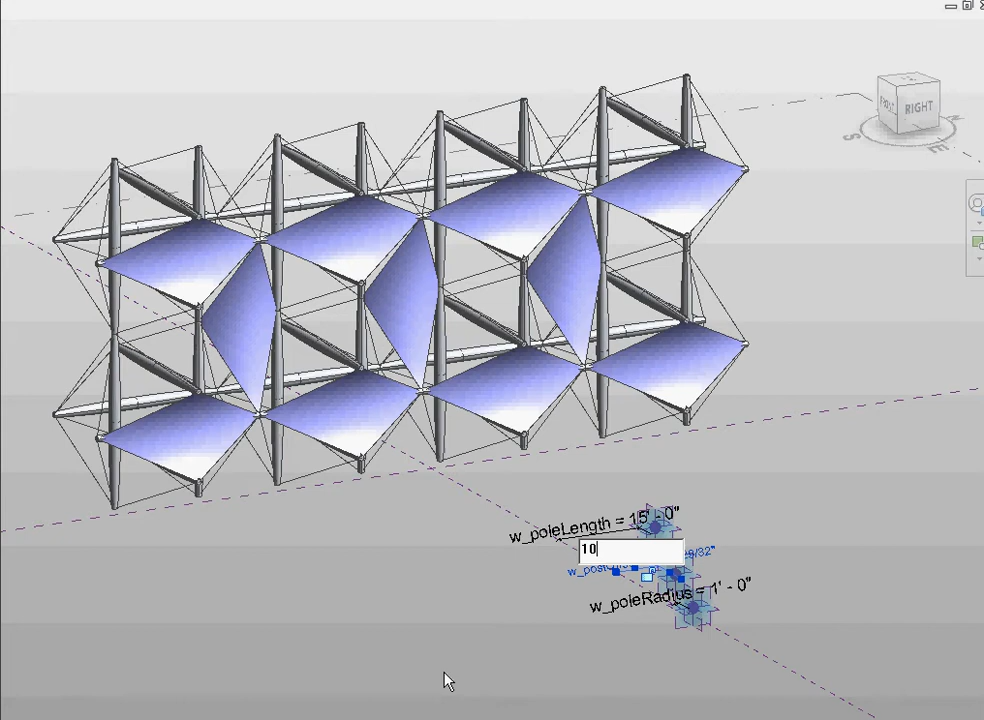 RIGHT
S
E
w_poleLength = 15' - 0"
10
w_poleRadius = 1' - 0"